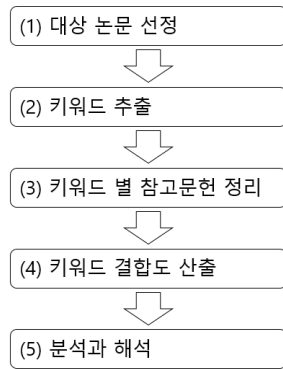 (1) 대상 논문 선정
(2) 키워드 추출
(3) 키워드 별 참고문헌 정리
(4) 키워드 결합도 산출
(5) 분석과 해석